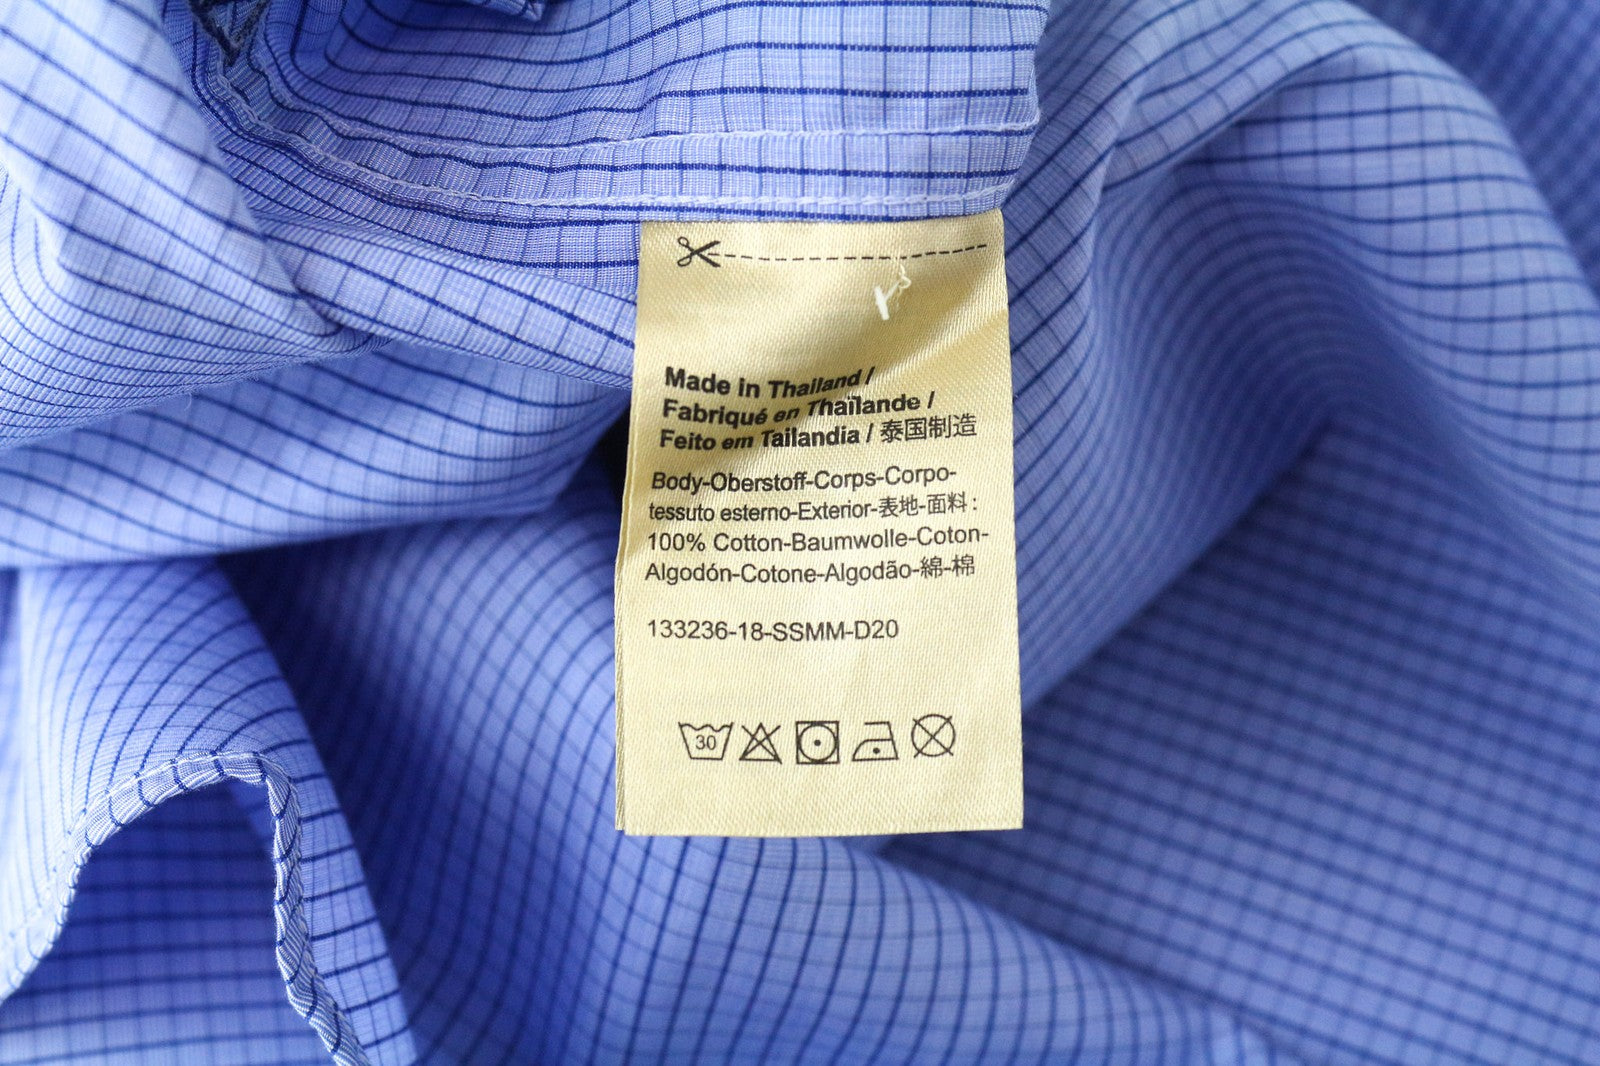 Made in Thailand /
Fabriqué en Thaïlande /
Feito em Tailandia / 泰国制造
Body-Oberstoff-Corps-Corpo-
tessuto esterno-Exterior-表地-面料 :
100% Cotton-Baumwolle-Coton-
Algodón-Cotone-Algodão-綿-棉
133236-18-SSMM-D20
30